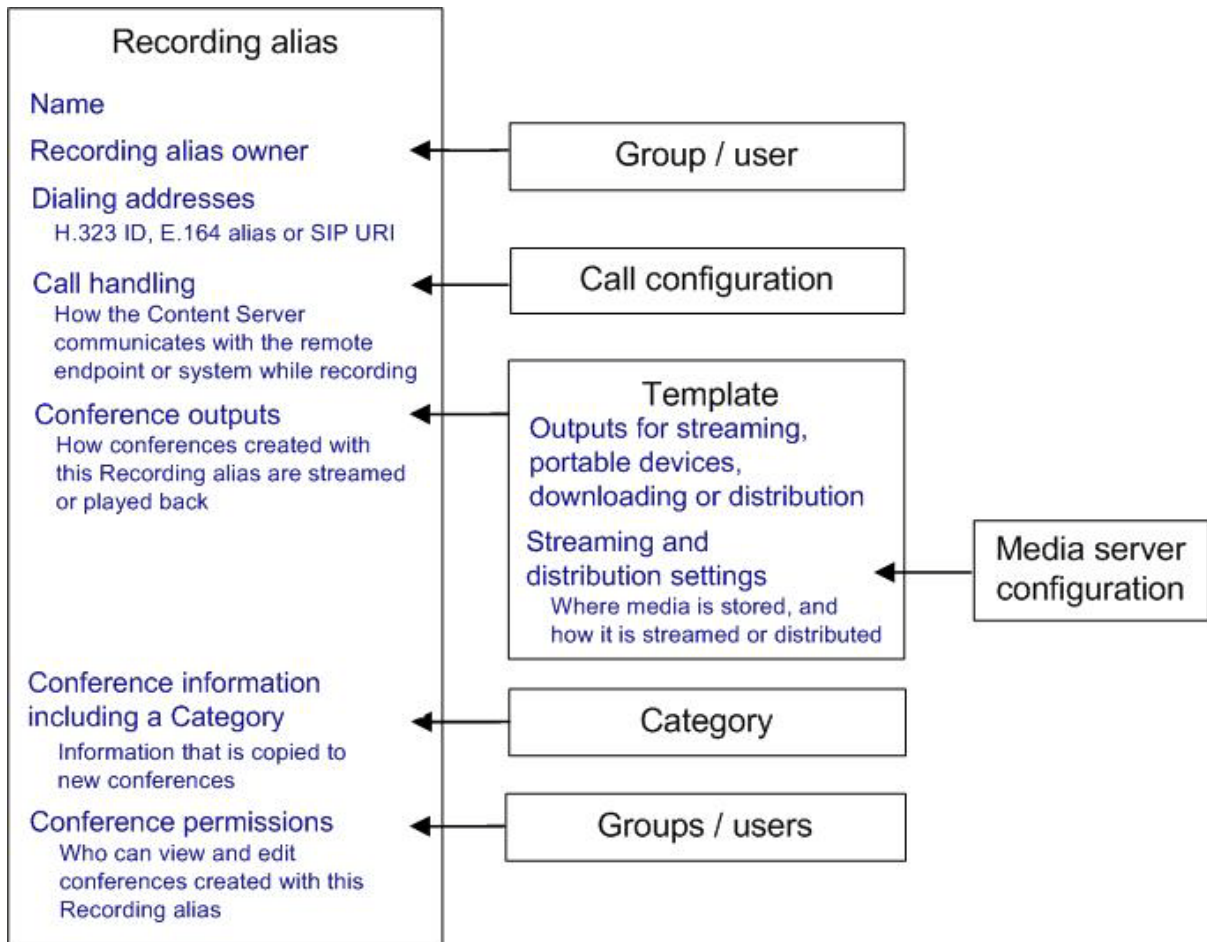 Recording alias
Name
Recording alias owner
Group / user
Dialing addresses
H.323 ID, E.164 alias or SIP URI
Call handling
Call configuration
How the Content Server
communicates with the remote
endpoint or system while recording
Conference outputs
How conferences created with
this Recording alias are streamed
or played back
Template
Outputs for streaming,
portable devices,
downloading or distribution
Streaming and
distribution settings
Where media is stored, and
how it is streamed or distributed
Media server
configuration
Conference information
including a Category
Information that is copied to
new conferences
Category
Conference permissions
Who can view and edit
conferences created with this
Recording alias
Groups / users